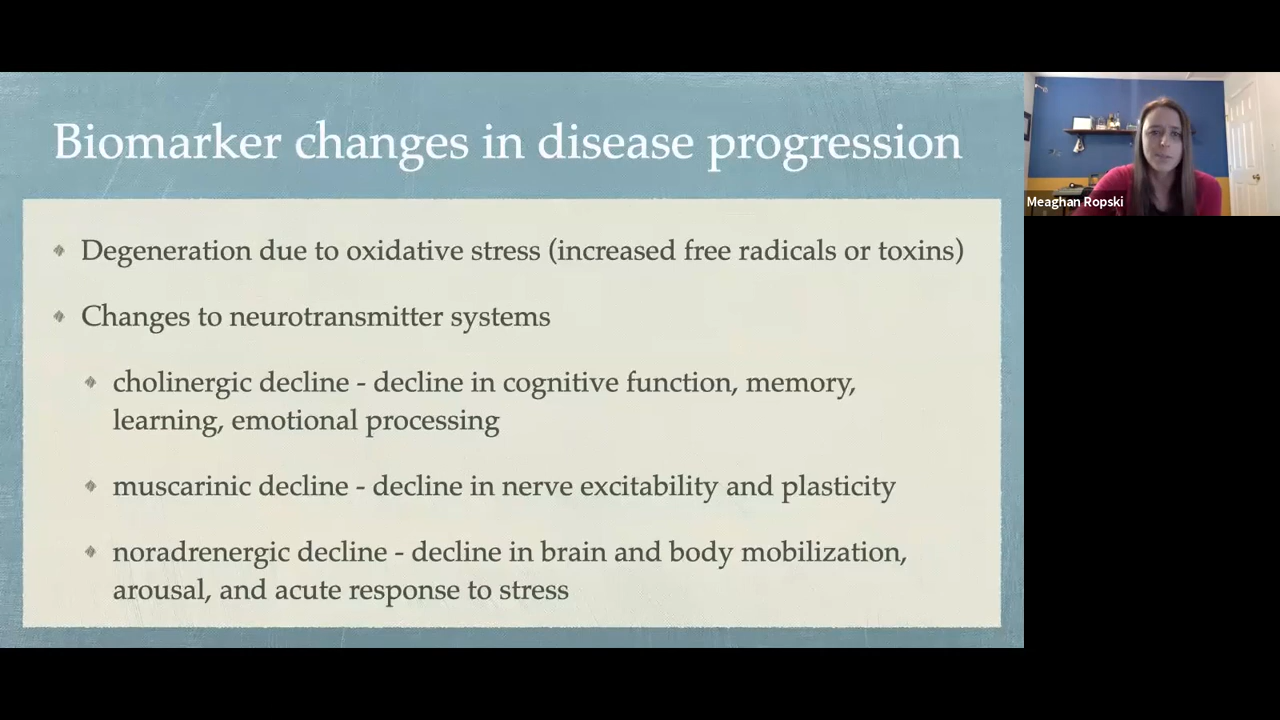 Biomarker changes in disease progression
Degeneration due to oxidative stress (increased free radicals or toxins)
Changes to neurotransmitter systems
cholinergic decline - decline in cognitive function, memory,
learning, emotional processing
muscarinic decline - decline in nerve excitability and plasticity
noradrenergic decline - decline in brain and body mobilization,
arousal, and acute response to stress
Meaghan Ropski